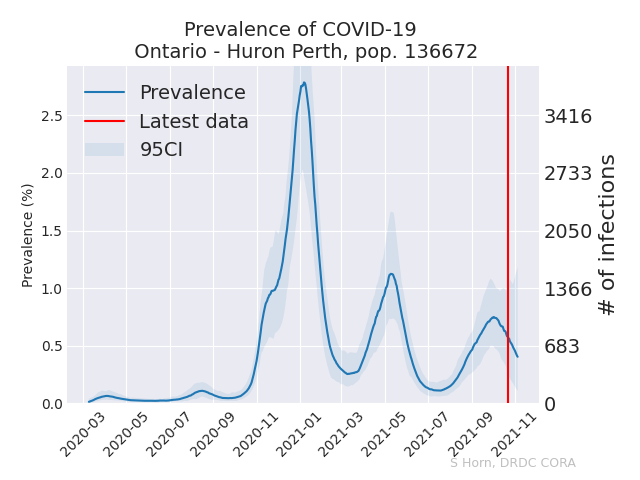 Prevalence of COVID-19
Ontario - Huron Perth, pop. 136672
Prevalence
Latest data
95CI
Prevalence (%)
2.5
2.0
1.5
1.0
0.5
0.0
3416
2733
2050
1366
683
0
# of infections
2020-03
2020-05
2020-07
2020-09
2020-11
2021-01
2021-03
2021-05
2021-07
2021-09
2021-11
S Horn, DRDC CORA